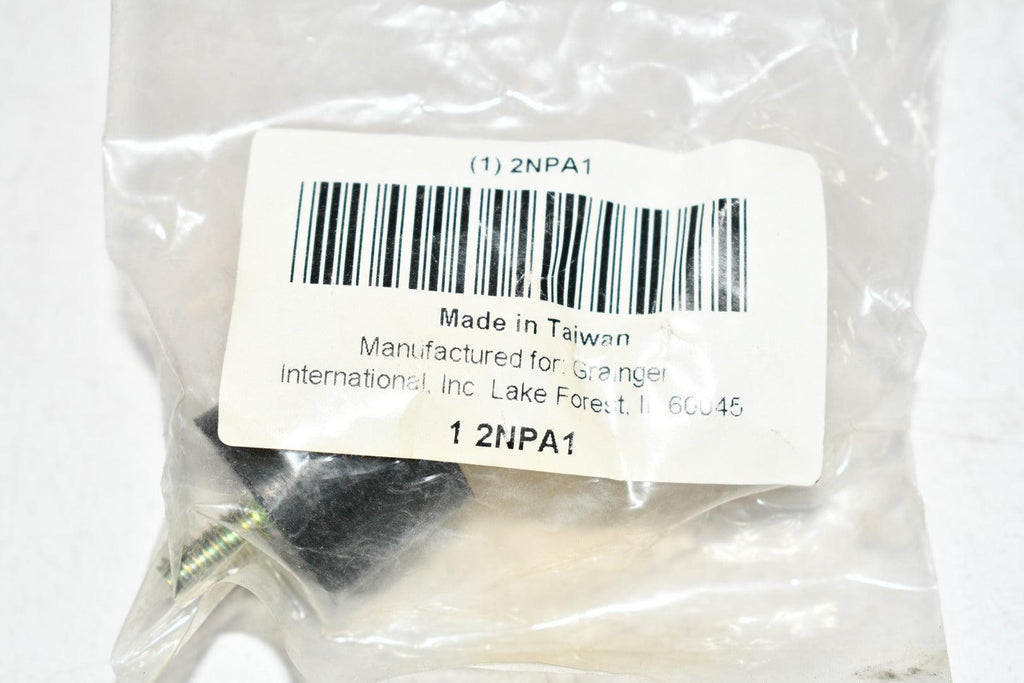 (1) 2NPA1
Made in Taiwan
Manufactured for: Grainger
International, Inc. Lake Forest, IL 60045
1 2NPA1